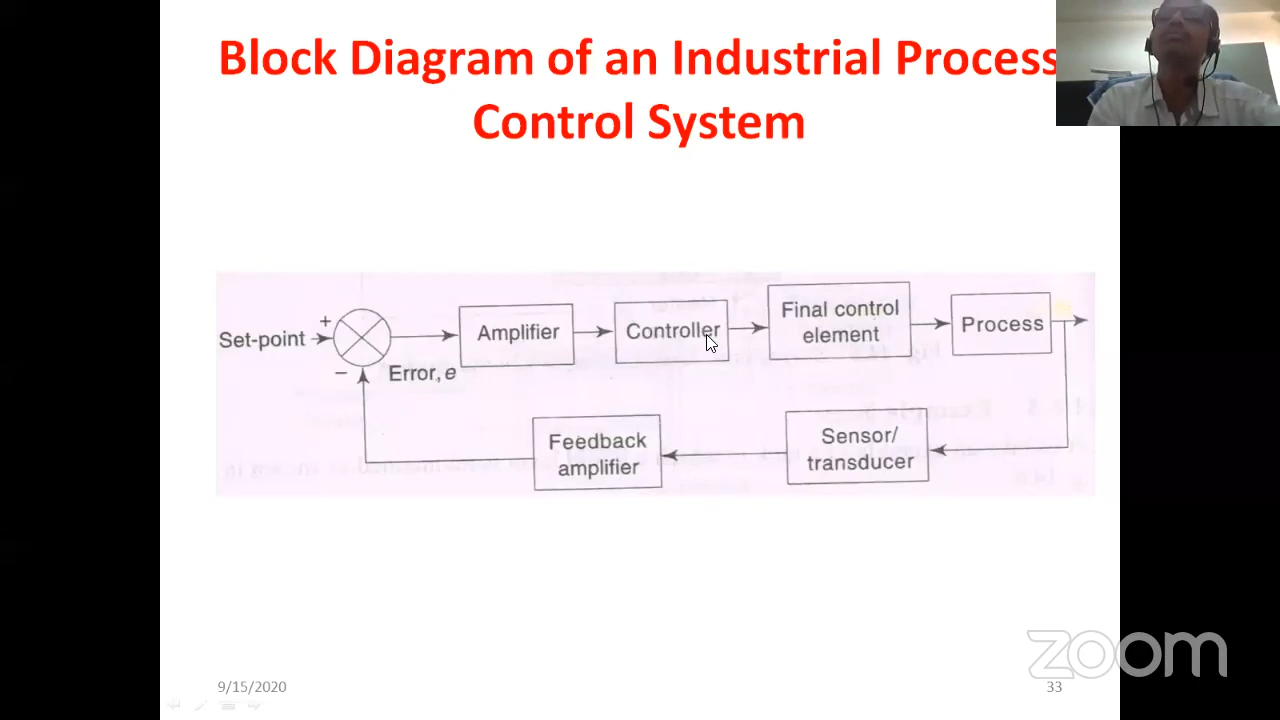 Block Diagram of an Industrial Process
Control System
Set-point
+
−
Error, e
Amplifier
Controller
Final control
element
Process
Feedback
amplifier
Sensor/
transducer
zoom
9/15/2020
33